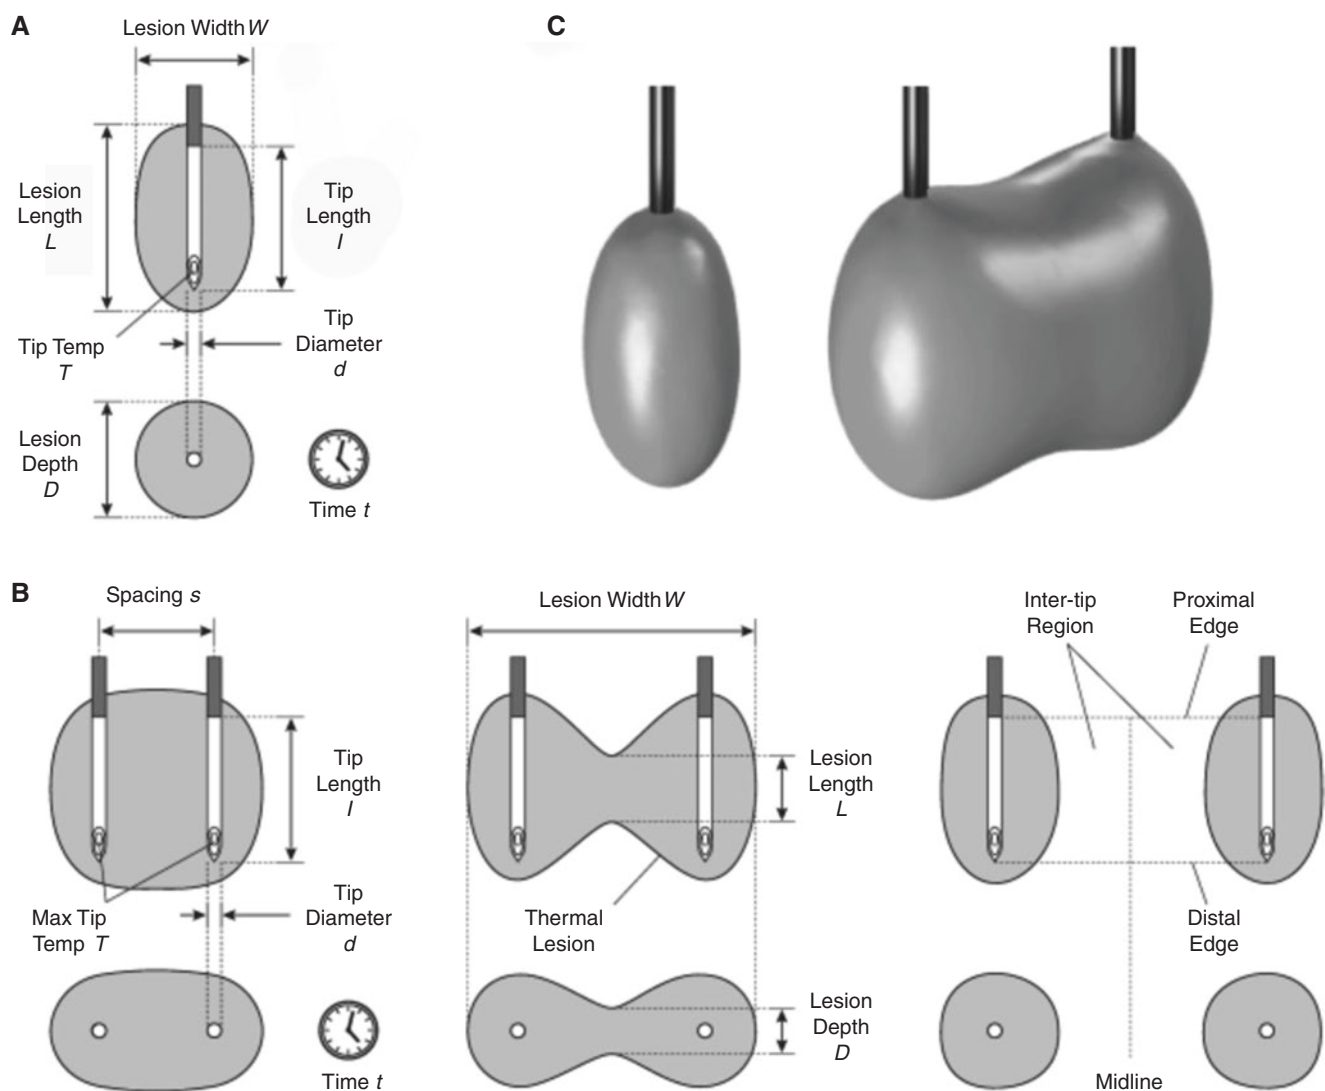 A
Lesion Width W
Lesion
Length
L
Tip
Length
l
Tip Temp
T
Tip
Diameter
d
Lesion
Depth
D
Time t
C
B
Spacing s
Tip
Length
l
Max Tip
Temp T
Tip
Diameter
d
Time t
Lesion Width W
Lesion
Length
L
Thermal
Lesion
Lesion
Depth
D
Inter-tip
Region
Proximal
Edge
Distal
Edge
Midline